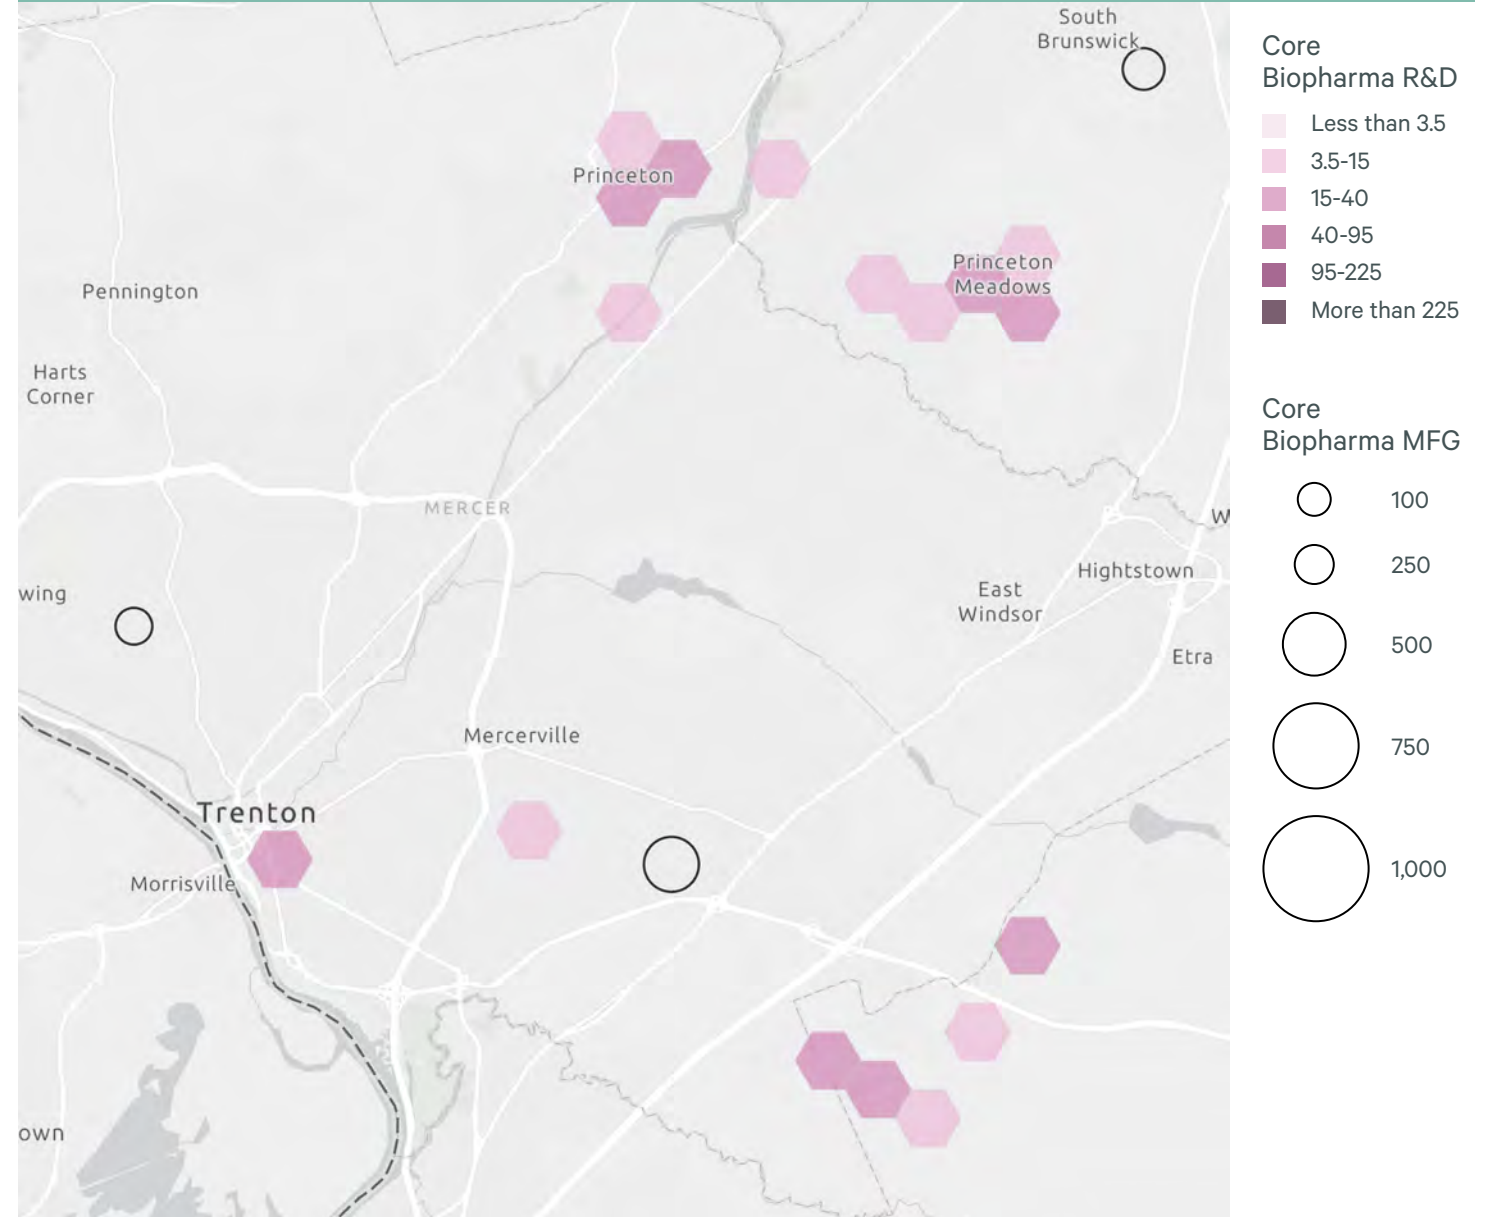 South
Brunswick
Princeton
Princeton
Meadows
Pennington
Harts
Corner
MERCER
W
Hightstown
East
Windsor
wing
Etra
Mercerville
Trenton
Morrisville
own
Core
Biopharma R&D
Less than 3.5
3.5-15
15-40
40-95
95-225
More than 225
Core
Biopharma MFG
100
250
500
750
1,000